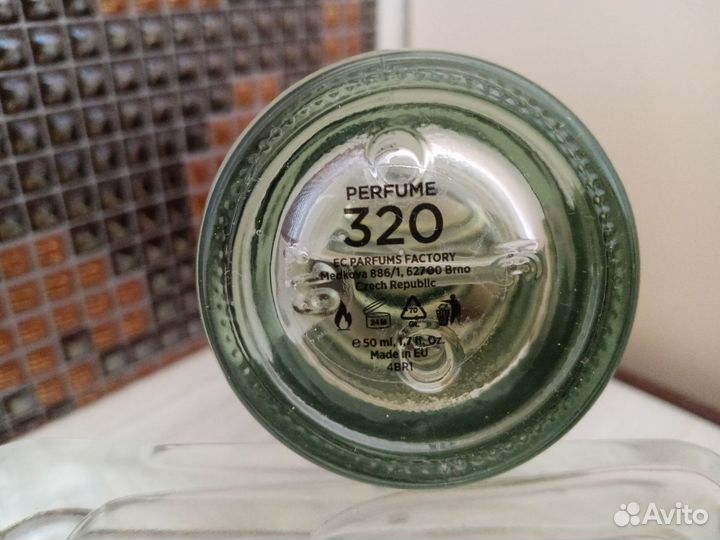 PERFUME
320
EC PARFUMS FACTORY
Medkova 886/1, 62700 Brno
Czech Republic
24M
70
GL
e 50 ml, 1.7 fl. Oz.
Made in EU
4BR1
Avito